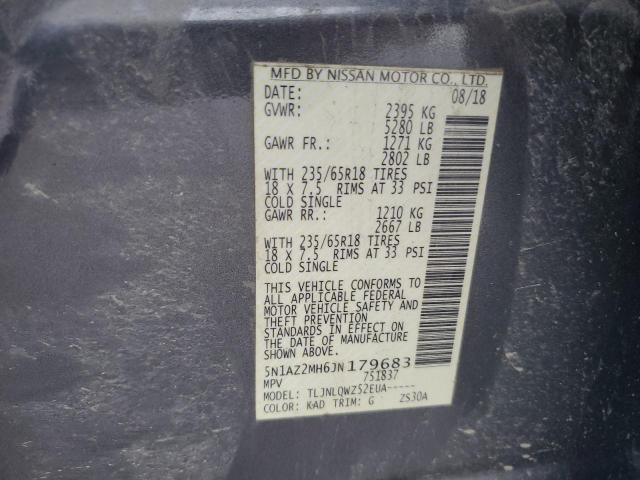 MFD BY NISSAN MOTOR CO., LTD.
DATE: 08/18
GVWR: 2395 KG
5280 LB
GAWR FR.: 1271 KG
2802 LB
WITH 235/65R18 TIRES
18 X 7.5 RIMS AT 33 PSI
COLD SINGLE
GAWR RR.: 1210 KG
2667 LB
WITH 235/65R18 TIRES
18 X 7.5 RIMS AT 33 PSI
COLD SINGLE
THIS VEHICLE CONFORMS TO
ALL APPLICABLE FEDERAL
MOTOR VEHICLE SAFETY AND
THEFT PREVENTION
STANDARDS IN EFFECT ON
THE DATE OF MANUFACTURE
SHOWN ABOVE.
5N1AZ2MH6JN179683
MPV 751837
MODEL: TLJNLQWZ52EUA-----
COLOR: KAD TRIM: G ZS30A